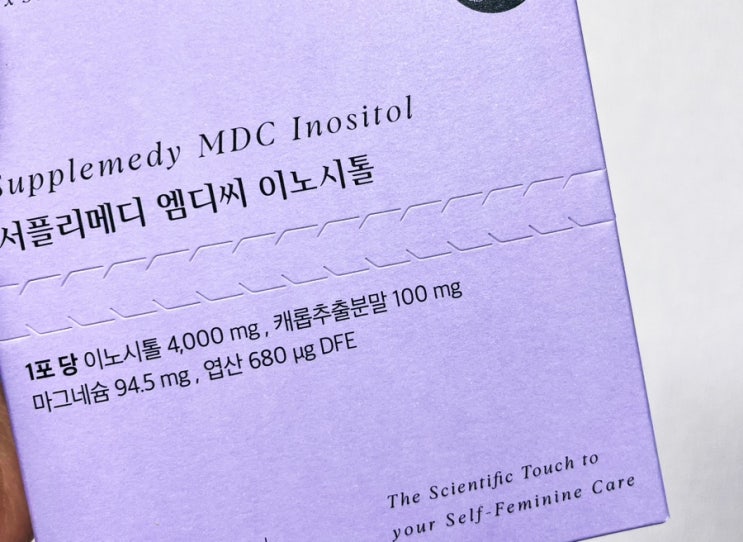 Supplemedy MDC Inositol
서플리메디 엠디씨 이노시톨
1포 당 이노시톨 4,000 mg , 캐롭추출분말 100 mg
마그네슘 94.5 mg , 엽산 680 µg DFE
The Scientific Touch to
your Self-Feminine Care